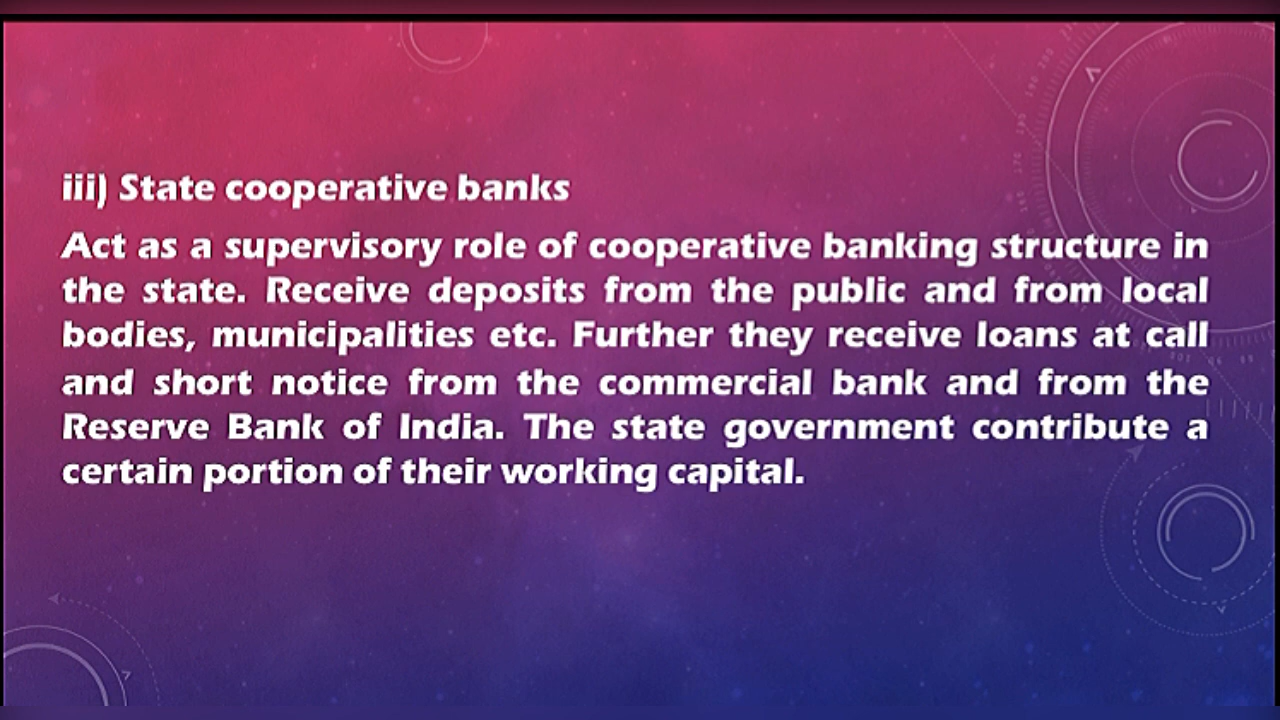 iii) State cooperative banks
Act as a supervisory role of cooperative banking structure in
the state. Receive deposits from the public and from local
bodies, municipalities etc. Further they receive loans at call
and short notice from the commercial bank and from the
Reserve Bank of India. The state government contribute a
certain portion of their working capital.